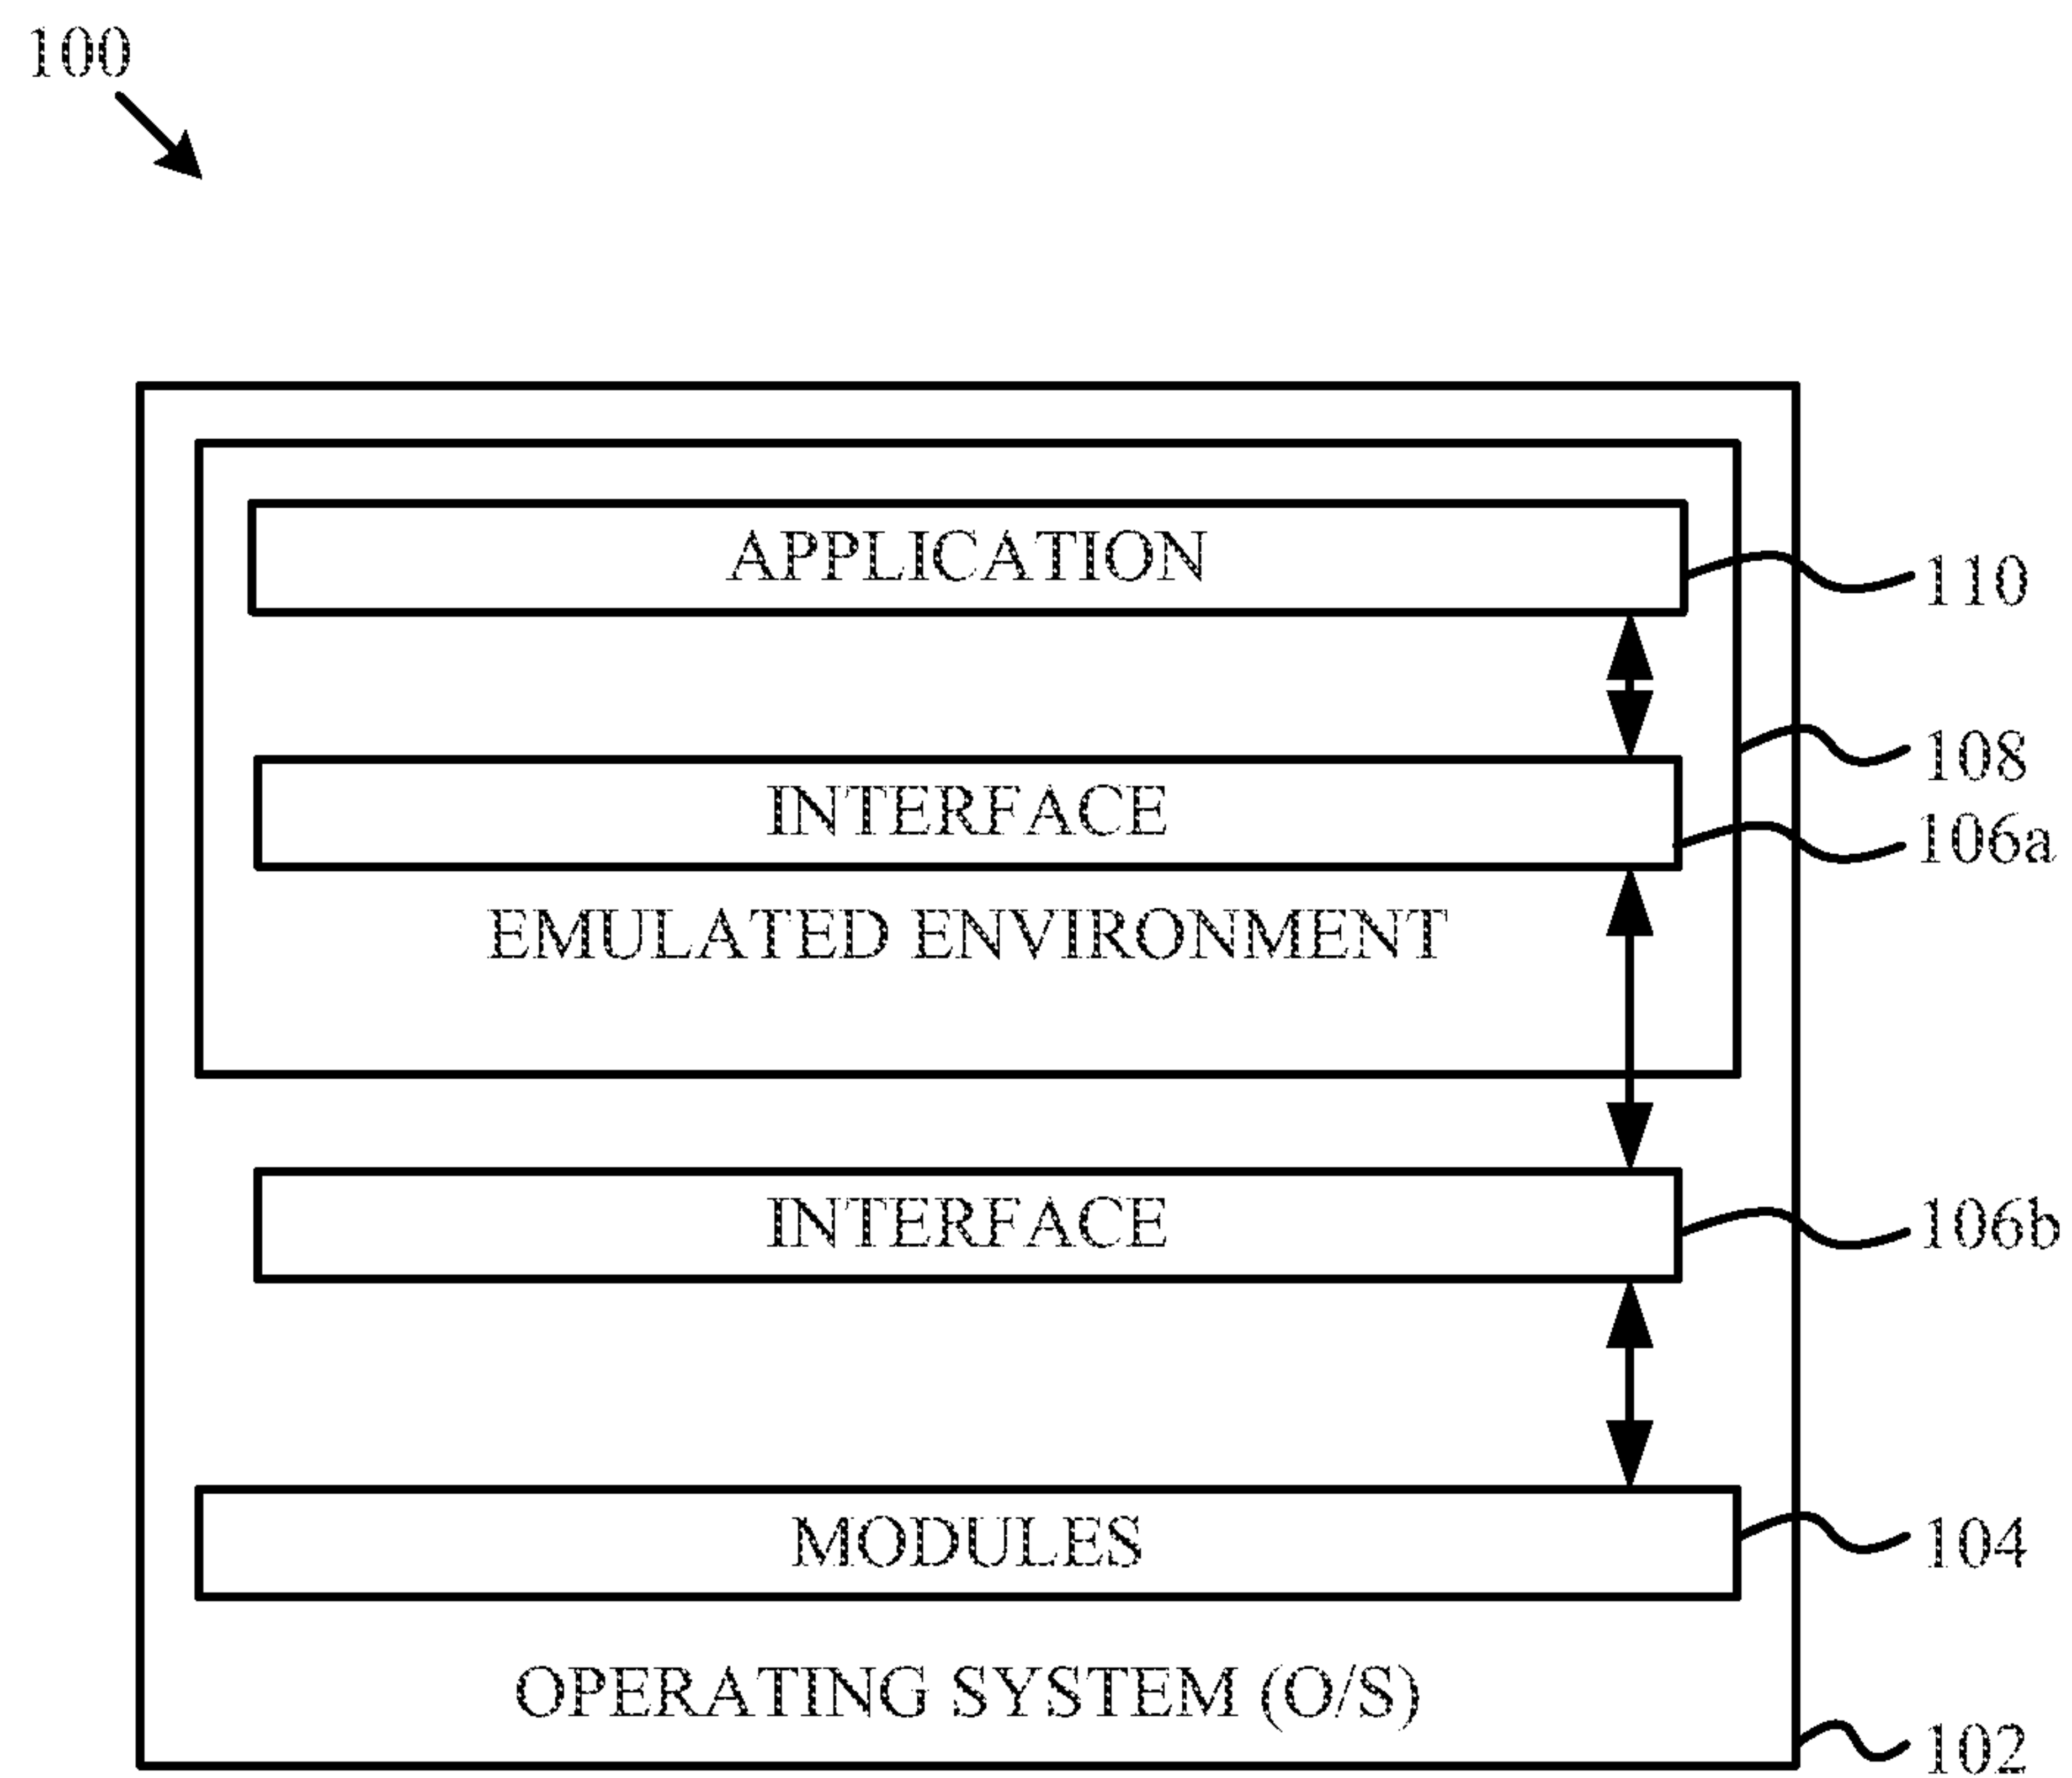 100
APPLICATION
110
108
INTERFACE
106a
EMULATED ENVIRONMENT
INTERFACE
106b
MODULES
104
OPERATING SYSTEM (O/S)
102